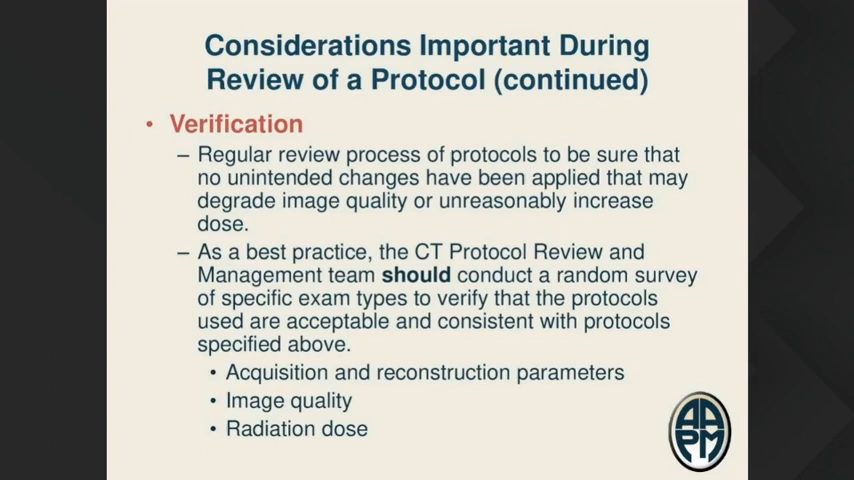 Considerations Important During
Review of a Protocol (continued)
• Verification
– Regular review process of protocols to be sure that
no unintended changes have been applied that may
degrade image quality or unreasonably increase
dose.
– As a best practice, the CT Protocol Review and
Management team should conduct a random survey
of specific exam types to verify that the protocols
used are acceptable and consistent with protocols
specified above.
• Acquisition and reconstruction parameters
• Image quality
• Radiation dose
AAPM